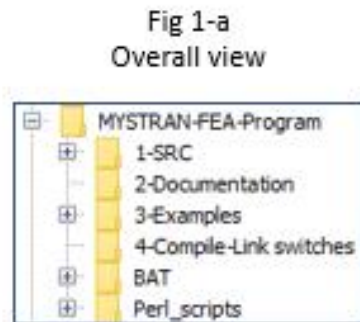 Fig 1-a
Overall view
MYSTRAN-FEA-Program
1-SRC
2-Documentation
3-Examples
4-Compile-Link switches
BAT
Perl_scripts